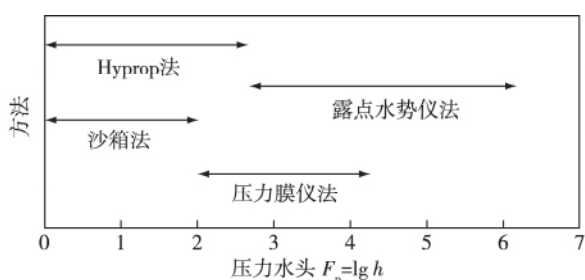 Hyprop法
露点水势仪法
沙箱法
压力膜仪法
方法
0 1 2 3 4 5 6 7
压力水头 Fp=lg h